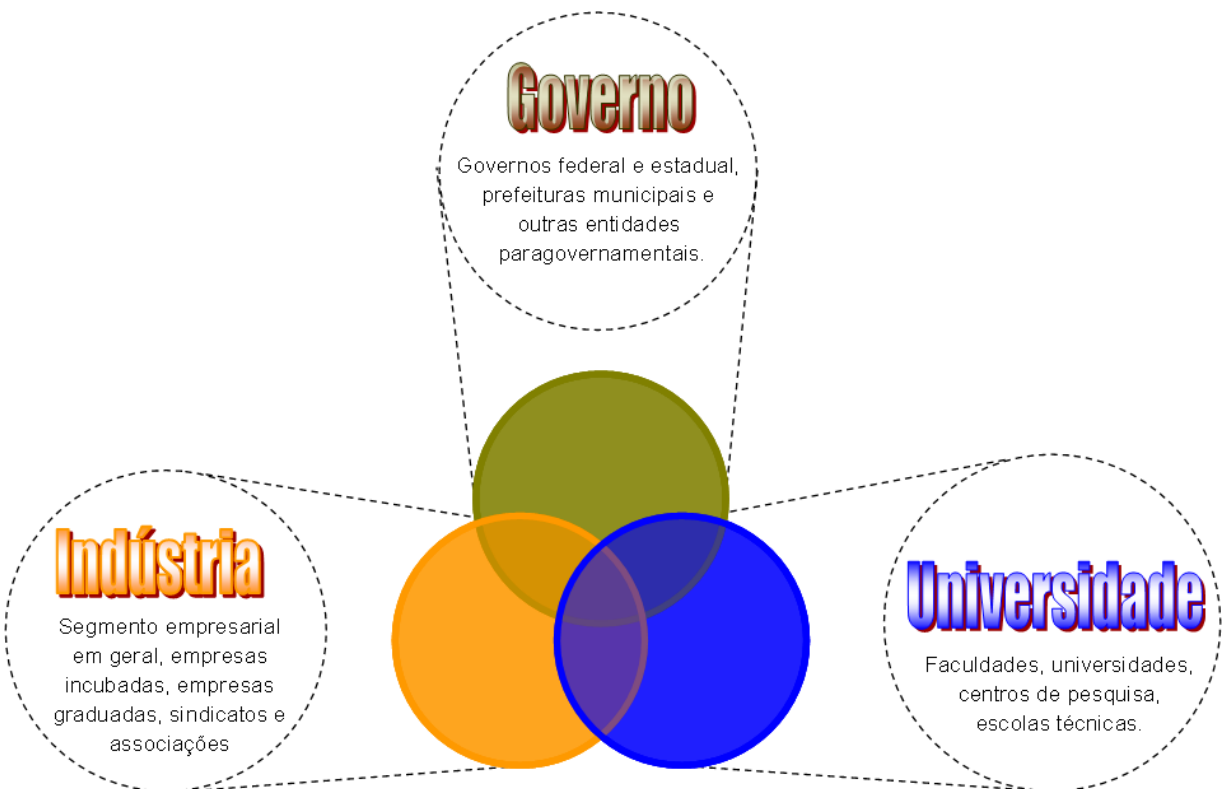 Governo
Governos federal e estadual,
prefeituras municipais e
outras entidades
paragovernamentais.
Indústria
Segmento empresarial
em geral, empresas
incubadas, empresas
graduadas, sindicatos e
associações
Universidade
Faculdades, universidades,
centros de pesquisa,
escolas técnicas.